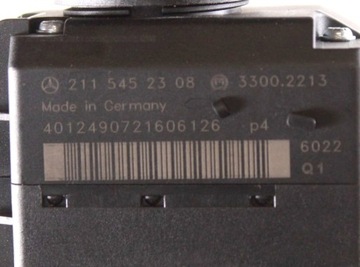 211 545 23 08 3300.2213
Made in Germany
4012490721606126 p4
6022
Q1